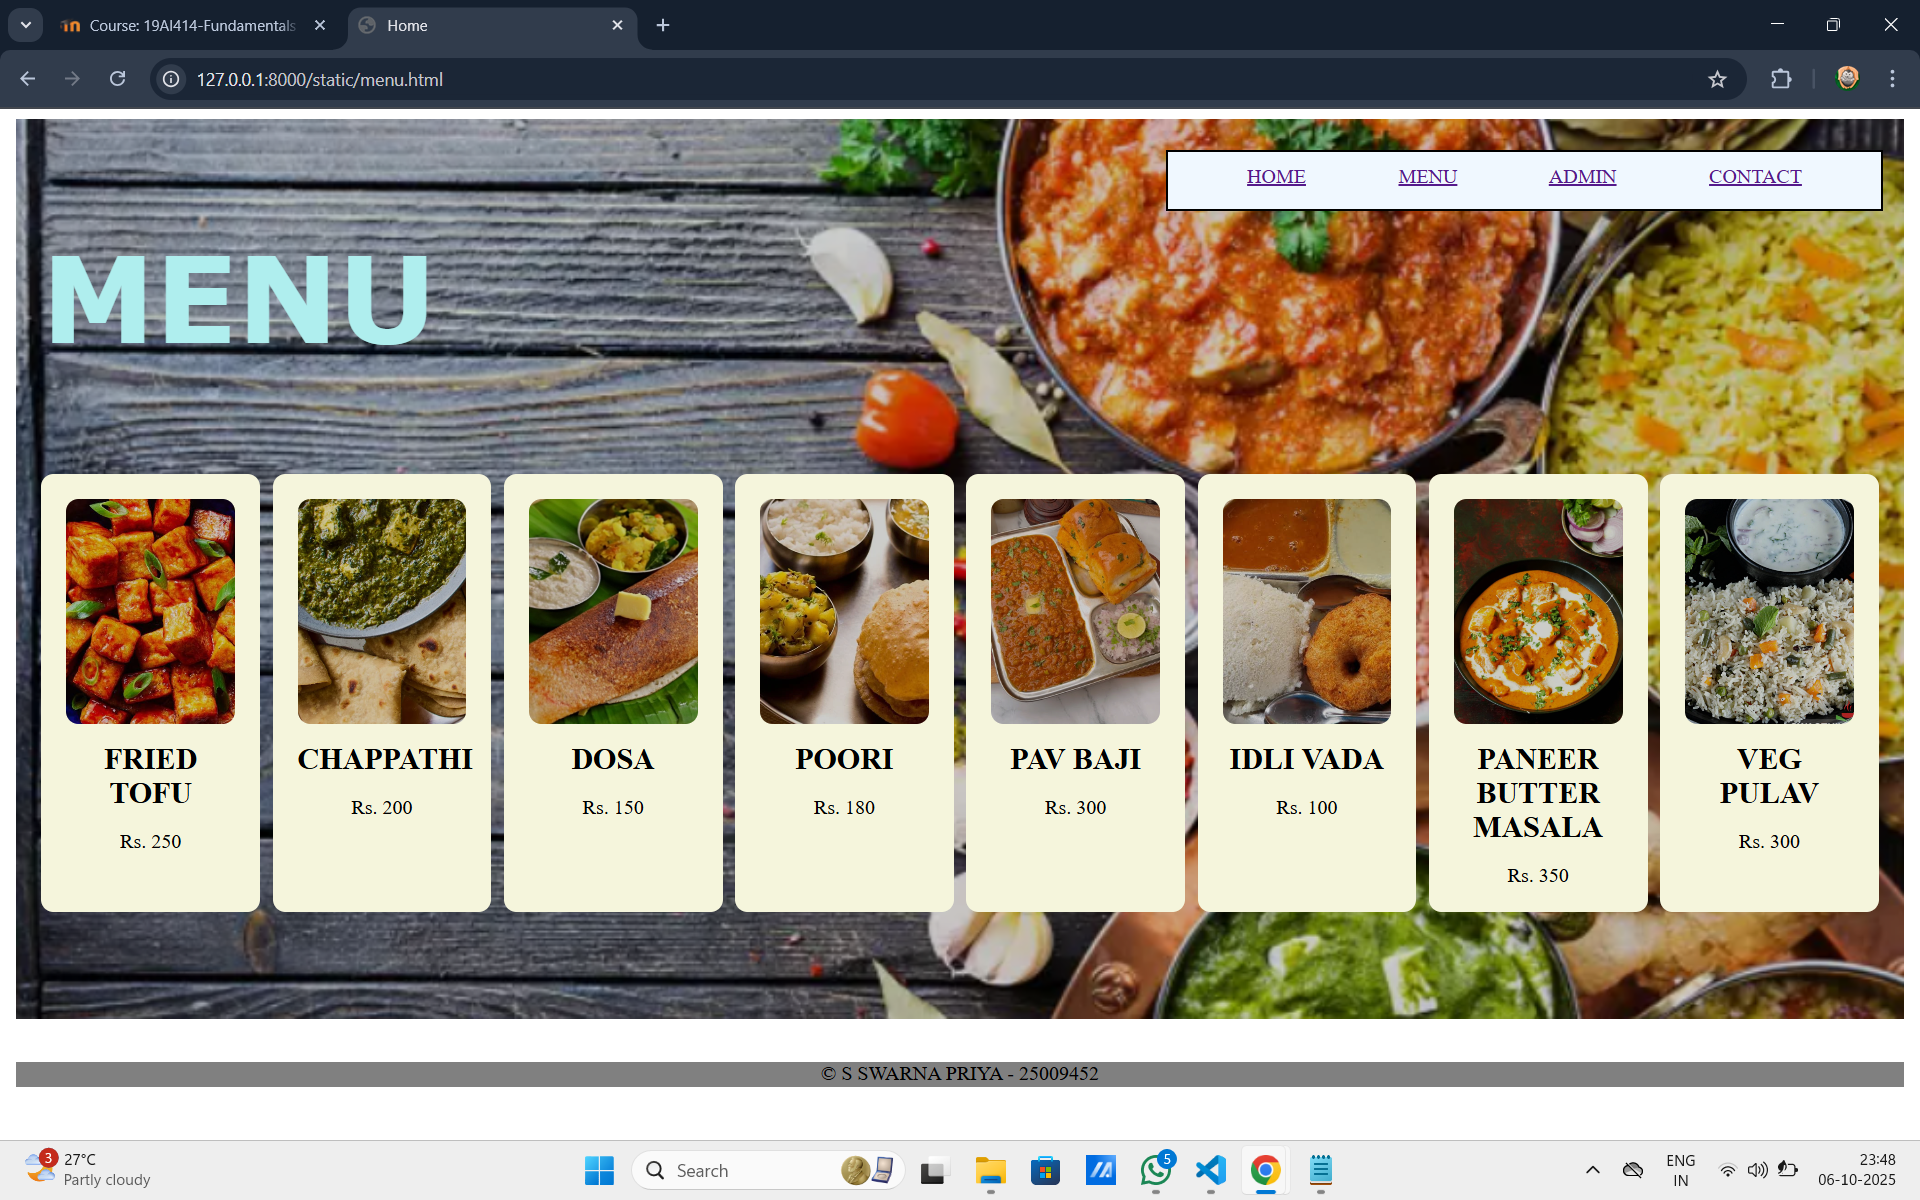 Course: 19AI414-Fundamentals
Home
127.0.0.1:8000/static/menu.html
HOME MENU ADMIN CONTACT
MENU
FRIED
TOFU
Rs. 250
CHAPPATHI
Rs. 200
DOSA
Rs. 150
POORI
Rs. 180
PAV BAJI
Rs. 300
IDLI VADA
Rs. 100
PANEER
BUTTER
MASALA
Rs. 350
VEG
PULAV
Rs. 300
© S SWARNA PRIYA - 25009452
3
27°C
Partly cloudy
Search
5
ENG
IN
23:48
06-10-2025